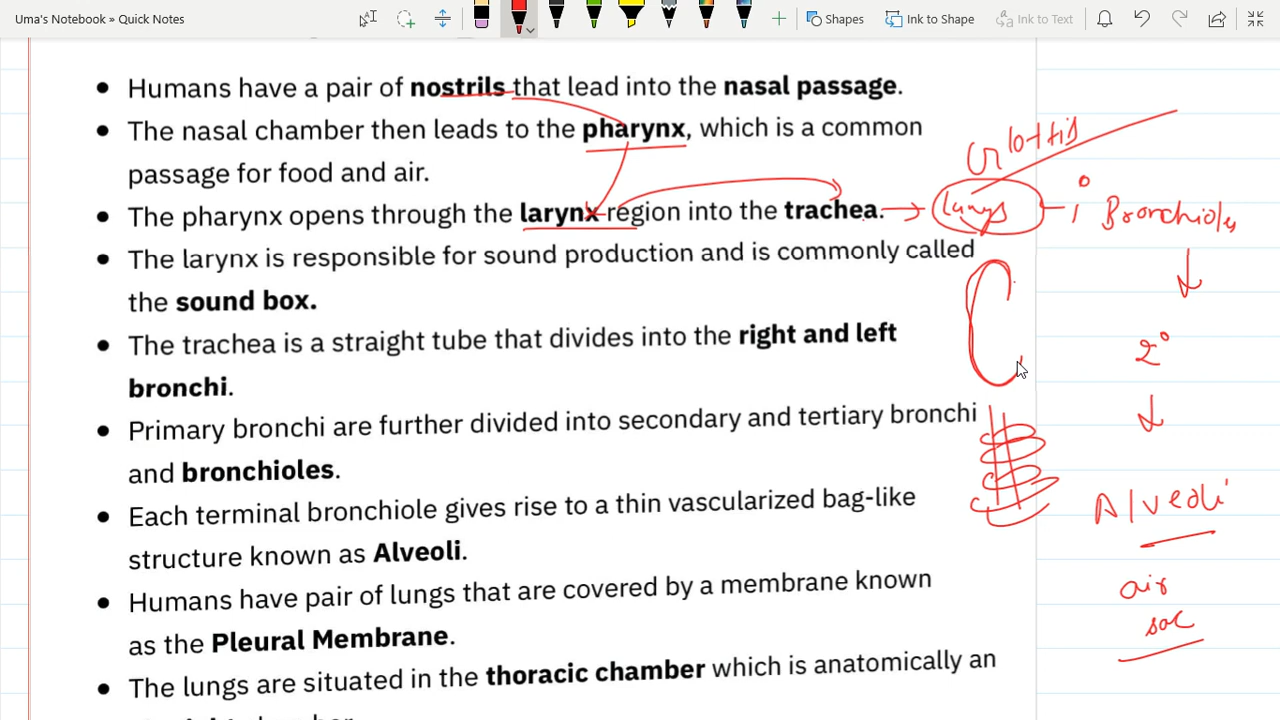 Uma's Notebook » Quick Notes
Shapes
Ink to Shape
Ink to Text
• Humans have a pair of nostrils that lead into the nasal passage.
• The nasal chamber then leads to the pharynx, which is a common
passage for food and air.
• The pharynx opens through the larynx region into the trachea.
• The larynx is responsible for sound production and is commonly called
the sound box.
• The trachea is a straight tube that divides into the right and left
bronchi.
• Primary bronchi are further divided into secondary and tertiary bronchi
and bronchioles.
• Each terminal bronchiole gives rise to a thin vascularized bag-like
structure known as Alveoli.
• Humans have pair of lungs that are covered by a membrane known
as the Pleural Membrane.
• The lungs are situated in the thoracic chamber which is anatomically an
Glottis
lungs
1° Bronchioles
2°
Alveoli
air
sac